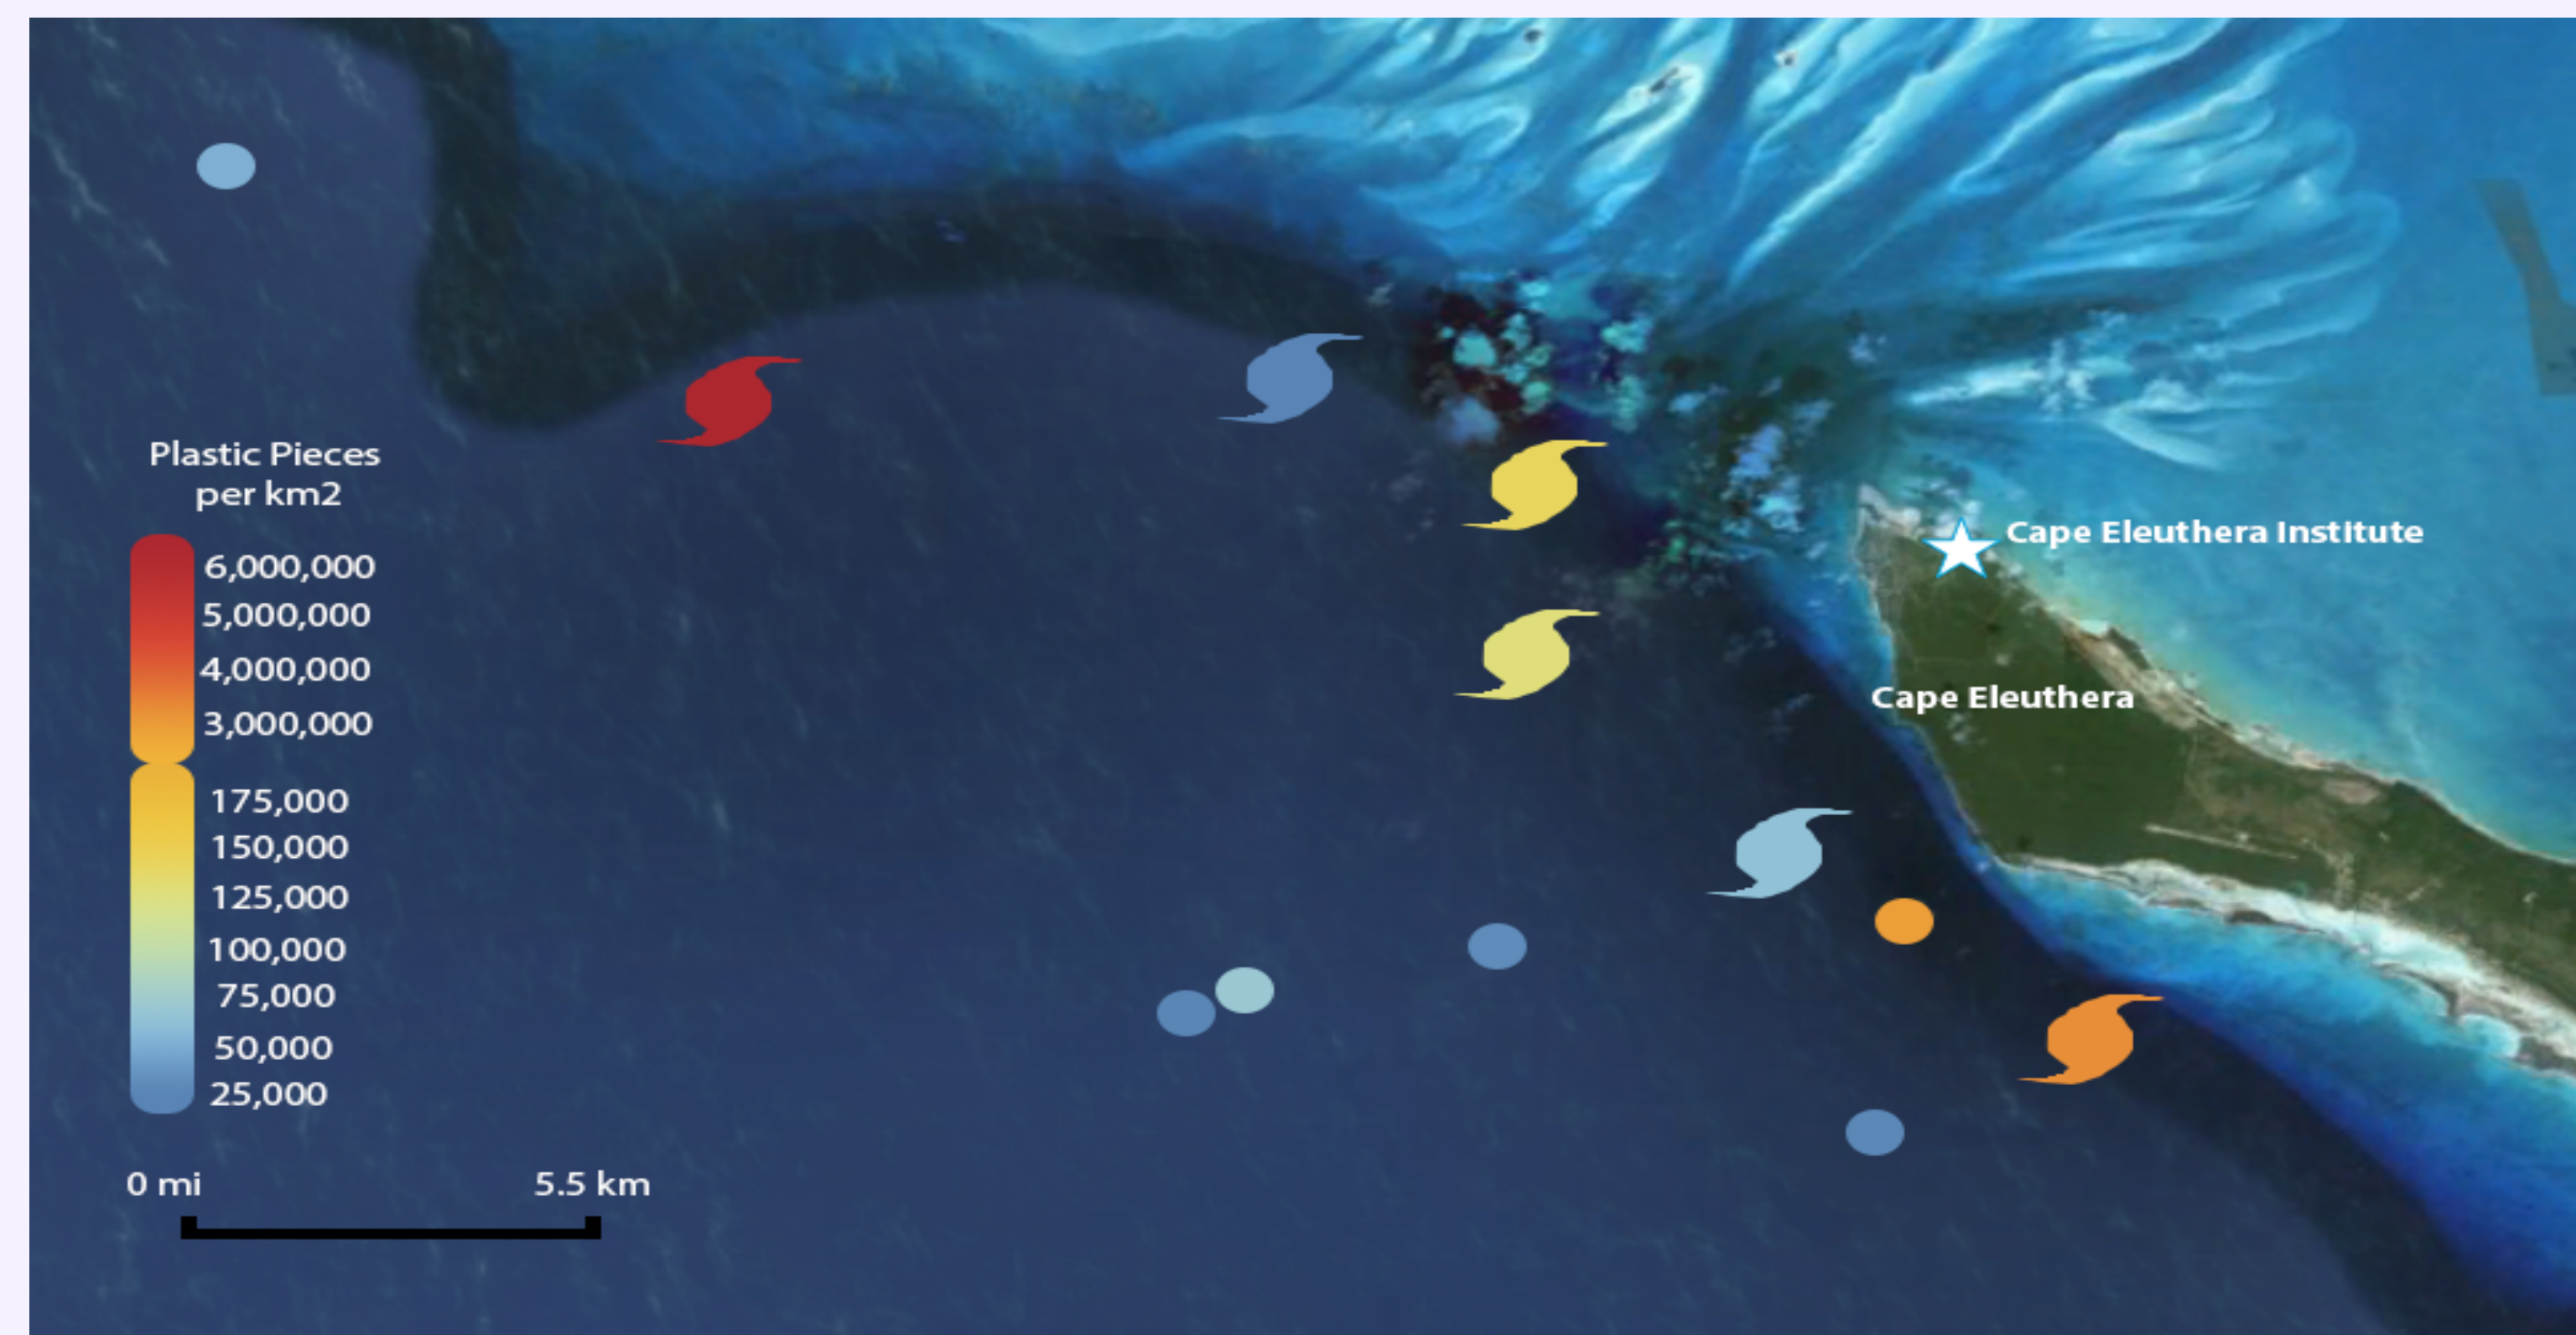 Plastic Pieces
per km2
6,000,000
5,000,000
4,000,000
3,000,000
175,000
150,000
125,000
100,000
75,000
50,000
25,000
0 mi
5.5 km
Cape Eleuthera Institute
Cape Eleuthera